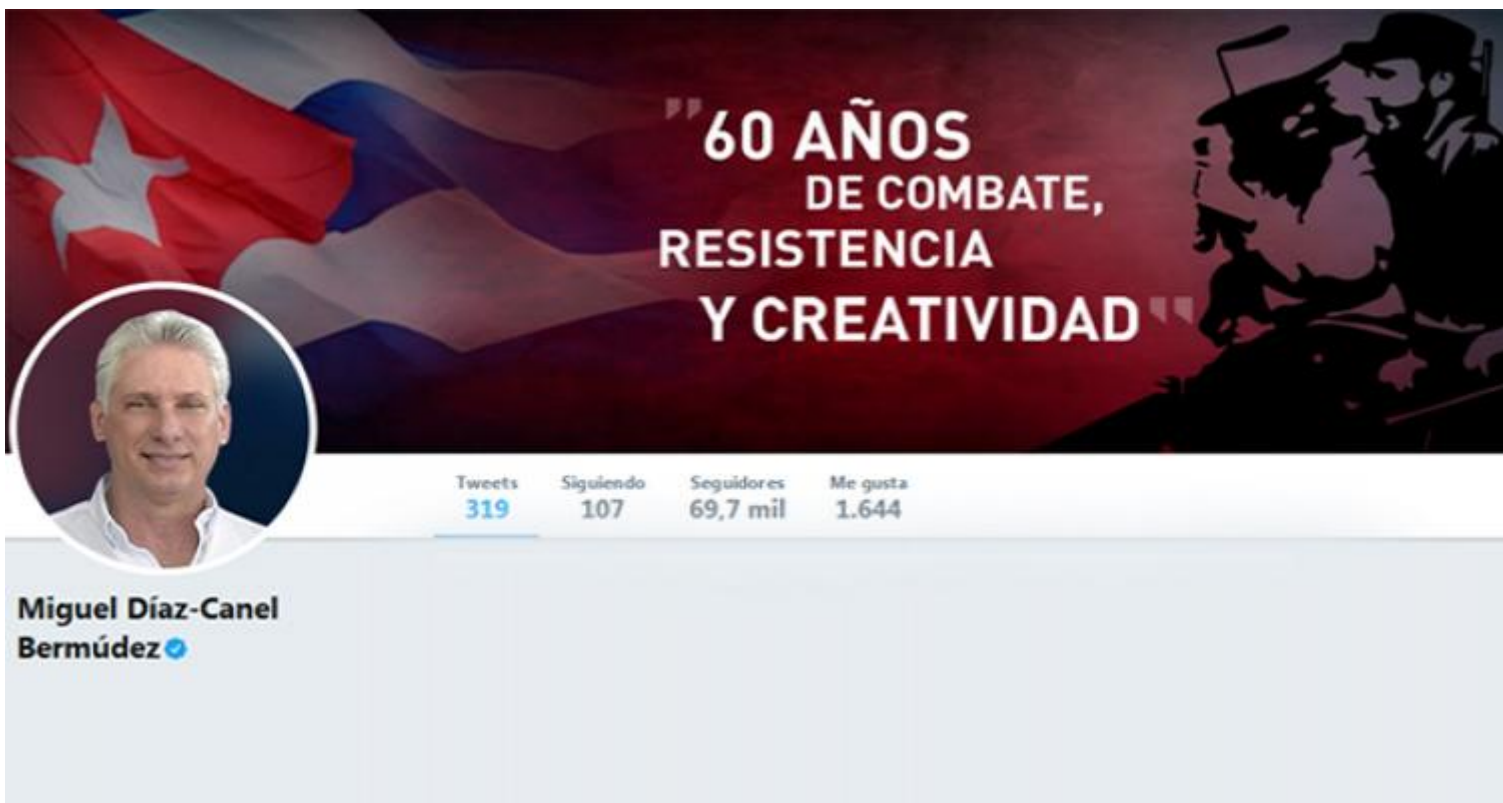 "60 AÑOS
DE COMBATE,
RESISTENCIA
Y CREATIVIDAD"
Tweets Siguiendo Seguidores Me gusta
319 107 69,7 mil 1.644
Miguel Díaz-Canel
Bermúdez